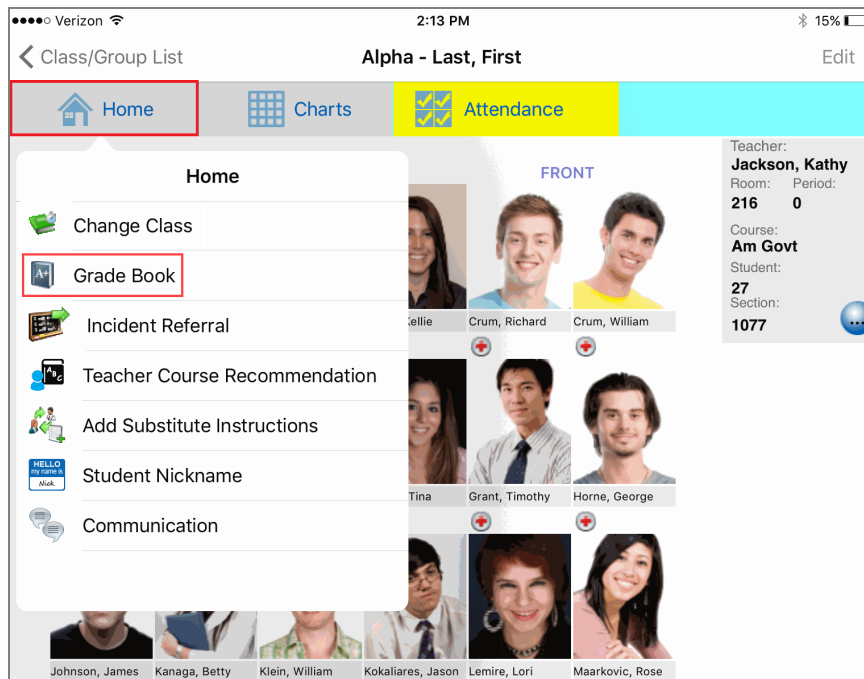 Verizon
2:13 PM
15%
Class/Group List
Alpha - Last, First
Edit
Home
Charts
Attendance
Home
Change Class
A+
Grade Book
Incident Referral
ABC
Teacher Course Recommendation
Add Substitute Instructions
HELLO
my name is
Nick
Student Nickname
Communication
FRONT
Kellie
Crum, Richard
Crum, William
Tina
Grant, Timothy
Horne, George
Johnson, James
Kanaga, Betty
Klein, William
Kokaliares, Jason
Lemire, Lori
Maarkovic, Rose
Teacher:
Jackson, Kathy
Room: Period:
216 0
Course:
Am Govt
Student:
27
Section:
1077